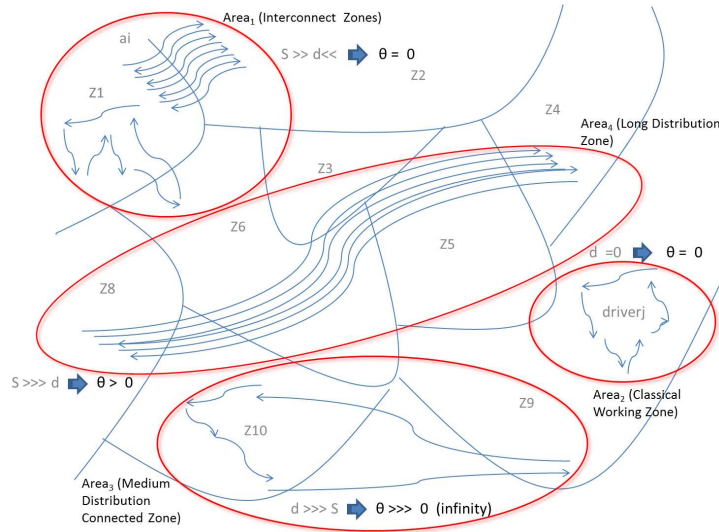 Area1 (Interconnect Zones)
ai
S >> d<< θ = 0
Z2
Z1
Z4
Area4 (Long Distribution
Zone)
Z3
Z6
Z5
d =0 θ = 0
Z8
driverj
S >>> d θ > 0
Area2 (Classical
Working Zone)
Z9
Z10
Area3 (Medium
Distribution
Connected Zone)
d >>> S θ >>> 0 (infinity)